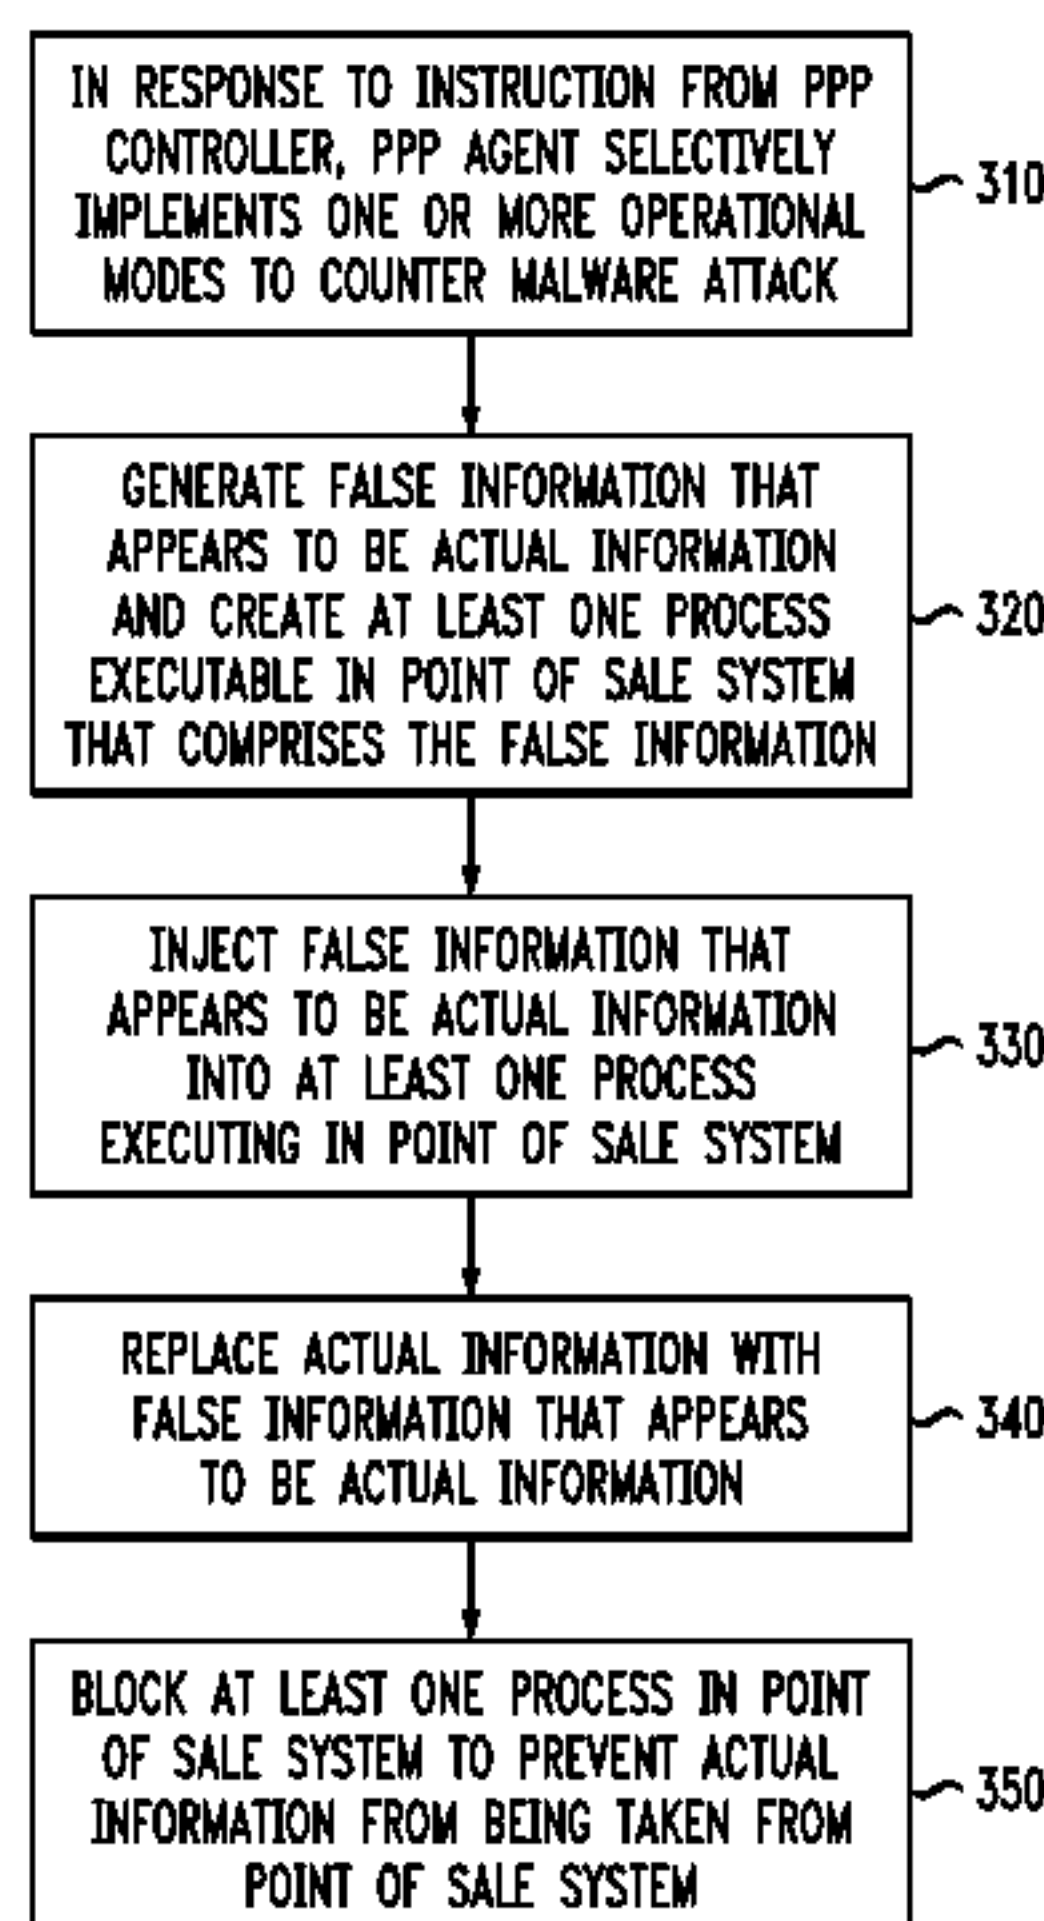 IN RESPONSE TO INSTRUCTION FROM PPP
CONTROLLER, PPP AGENT SELECTIVELY
IMPLEMENTS ONE OR MORE OPERATIONAL
MODES TO COUNTER MALWARE ATTACK
310
GENERATE FALSE INFORMATION THAT
APPEARS TO BE ACTUAL INFORMATION
AND CREATE AT LEAST ONE PROCESS
EXECUTABLE IN POINT OF SALE SYSTEM
THAT COMPRISES THE FALSE INFORMATION
320
INJECT FALSE INFORMATION THAT
APPEARS TO BE ACTUAL INFORMATION
INTO AT LEAST ONE PROCESS
EXECUTING IN POINT OF SALE SYSTEM
330
REPLACE ACTUAL INFORMATION WITH
FALSE INFORMATION THAT APPEARS
TO BE ACTUAL INFORMATION
340
BLOCK AT LEAST ONE PROCESS IN POINT
OF SALE SYSTEM TO PREVENT ACTUAL
INFORMATION FROM BEING TAKEN FROM
POINT OF SALE SYSTEM
350